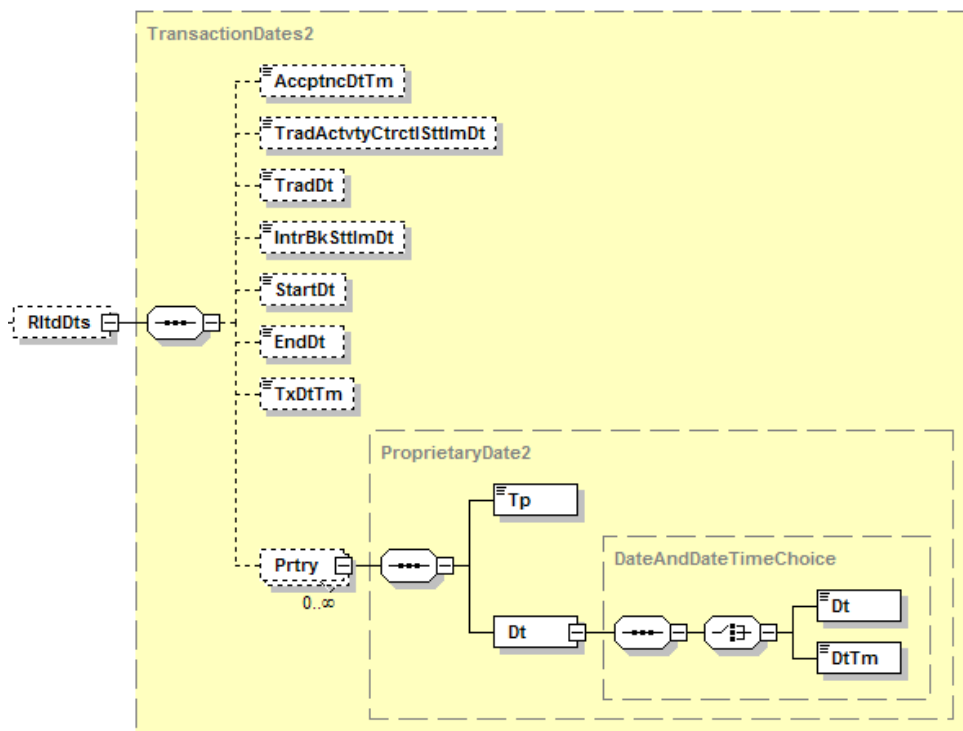 TransactionDates2
AccptncDtTm
TradActvtyCtrctlSttlmDt
TradDt
IntrBkSttlmDt
StartDt
RltdDts
EndDt
TxDtTm
ProprietaryDate2
Tp
DateAndDateTimeChoice
Prtry
0..∞
Dt
Dt
DtTm